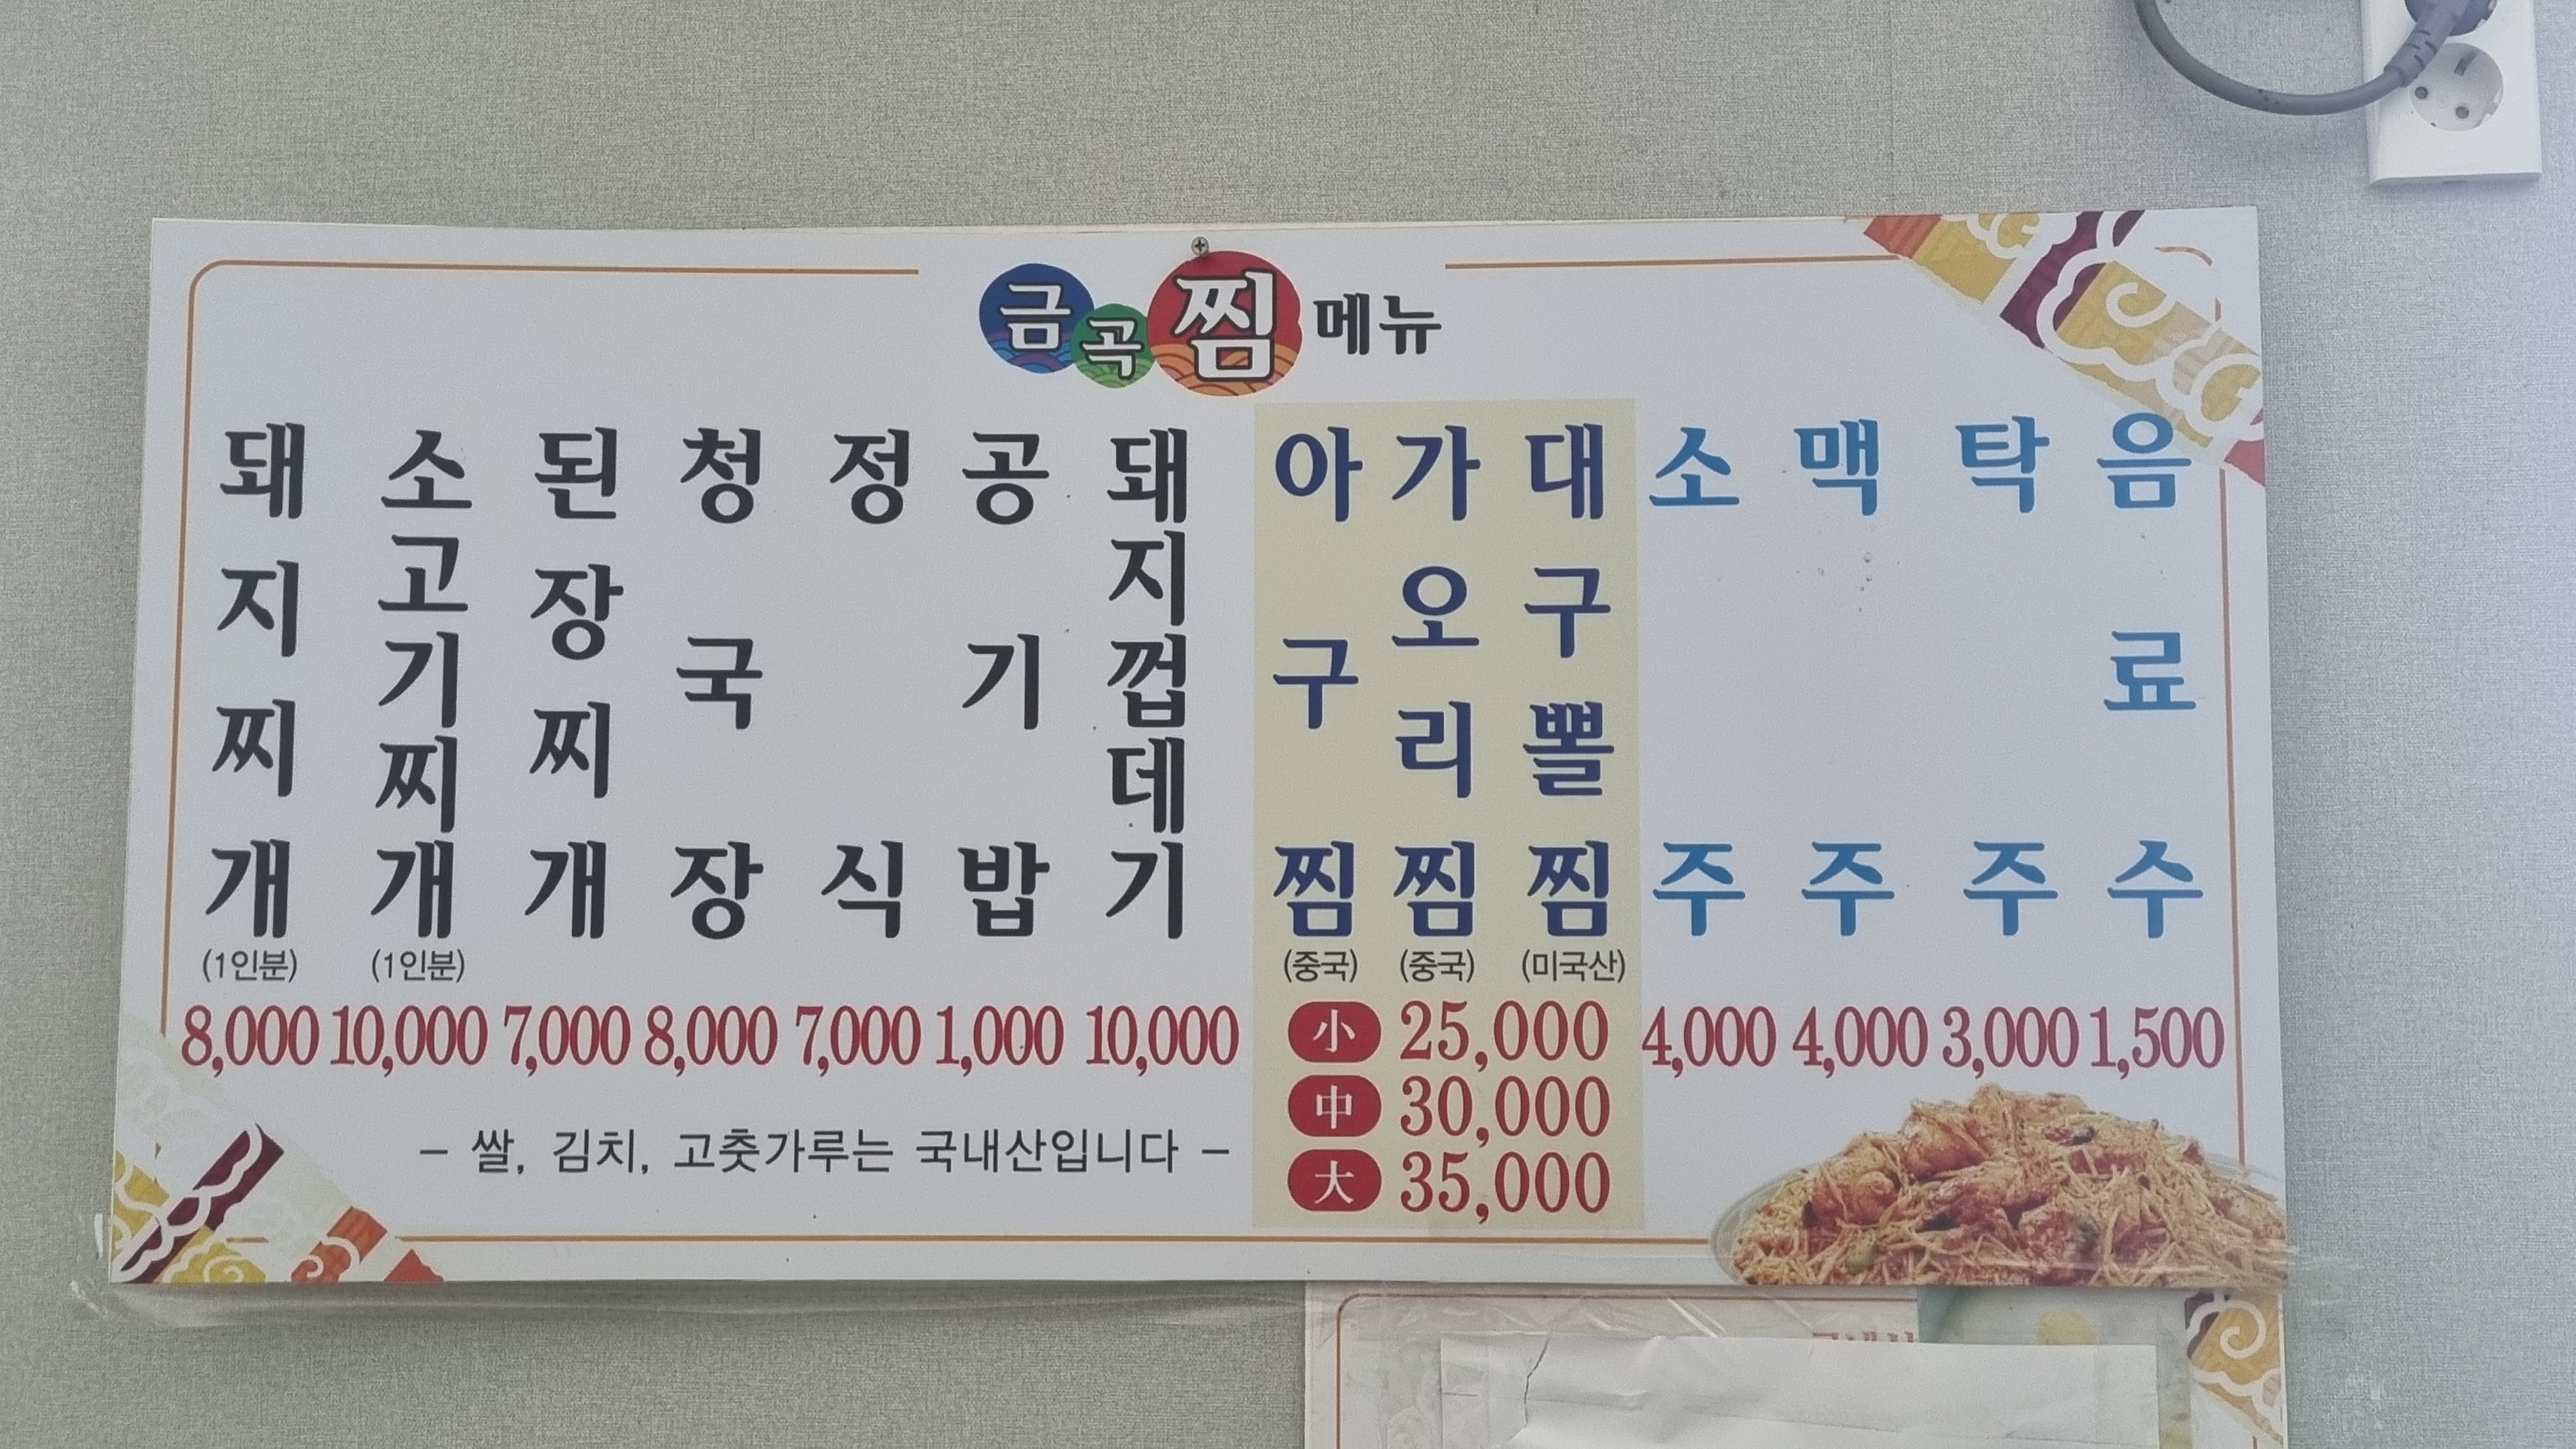 금곡찜 메뉴
돼지찌개
(1인분)
8,000
소고기찌개
(1인분)
10,000
된장찌개
7,000
청국장
8,000
정식
7,000
공기밥
1,000
돼지껍데기
10,000
아구찜
(중국)
가오리찜
(중국)
대구뽈찜
(미국산)
小 25,000
中 30,000
大 35,000
소주
4,000
맥주
4,000
탁주
3,000
음료수
1,500
- 쌀, 김치, 고춧가루는 국내산입니다 -